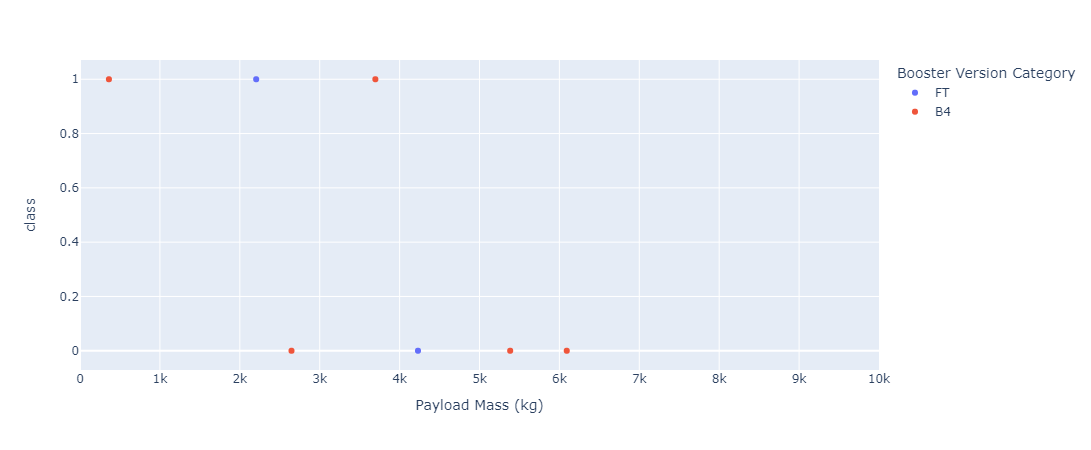 Booster Version Category
FT
B4
1
0.8
0.6
0.4
0.2
0
class
0 1k 2k 3k 4k 5k 6k 7k 8k 9k 10k
Payload Mass (kg)